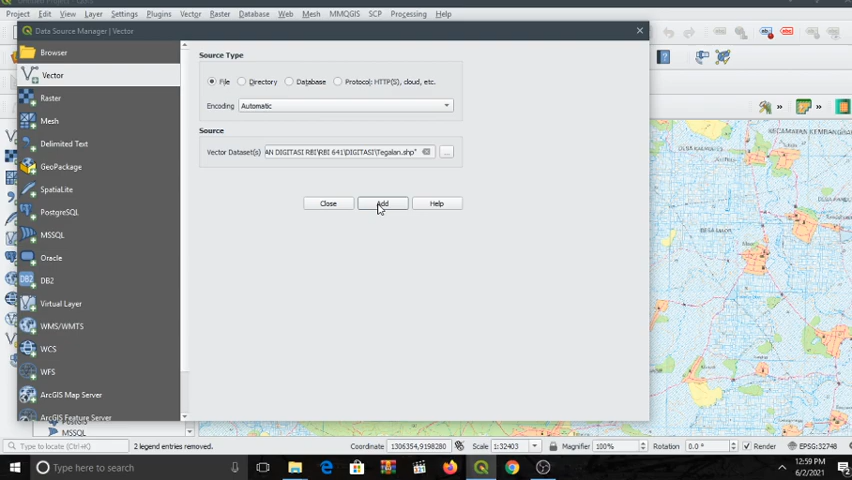 Project Edit View Layer Settings Plugins Vector Raster Database Web Mesh MMQGIS SCP Processing Help
Data Source Manager | Vector
Browser
Vector
Raster
Mesh
Delimited Text
GeoPackage
SpatiaLite
PostgreSQL
MSSQL
Oracle
DB2
Virtual Layer
WMS/WMTS
WCS
WFS
ArcGIS Map Server
ArcGIS Feature Server
Source Type
File Directory Database Protocol: HTTP(S), cloud, etc.
Encoding Automatic
Source
Vector Dataset(s) AN DIGITASI RBI\RBI 641\DIGITASI\Tegalan.shp" ...
Close Add Help
MSSQL
Type to locate (Ctrl+K) 2 legend entries removed. Coordinate 1306354,9198280 Scale 1:32403 Magnifier 100% Rotation 0.0 ° Render EPSG:32748
Type here to search
12:59 PM
6/2/2021